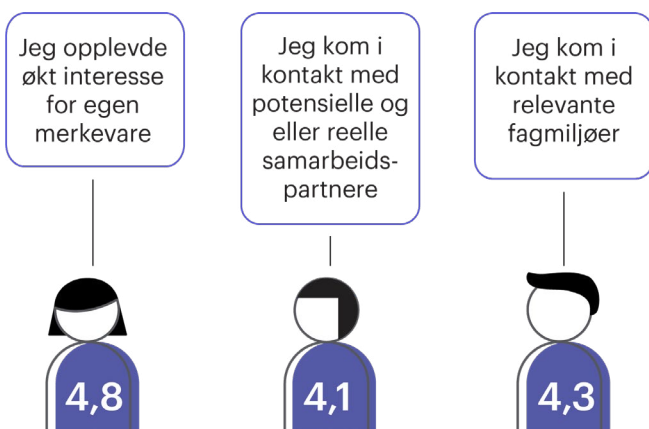 Jeg opplevde
økt interesse
for egen
merkevare
Jeg kom i
kontakt med
potensielle og
eller reelle
samarbeids-
partnere
Jeg kom i
kontakt med
relevante
fagmiljøer
4,8
4,1
4,3